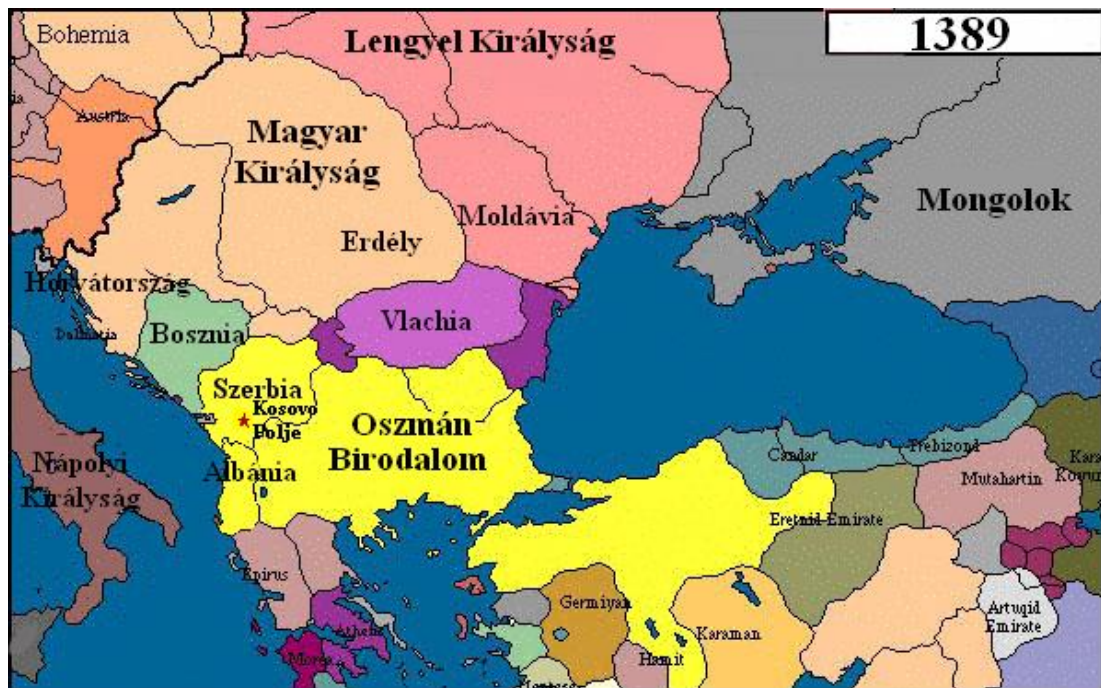 1389
Bohemia
Lengyel Királyság
Austria
Magyar
Királyság
Mongolok
Moldávia
Erdély
Horvátország
Vlachia
Dalmatia
Bosznia
Szerbia
Kosovo
Polje
Oszmán
Birodalom
Albánia
Nápolyi
Királyság
Candar
Trebizond
Mutahartin
Eretnid Emirate
Epirus
Germiyan
Artuqid
Emirate
Athens
Karaman
Morea
Hamit